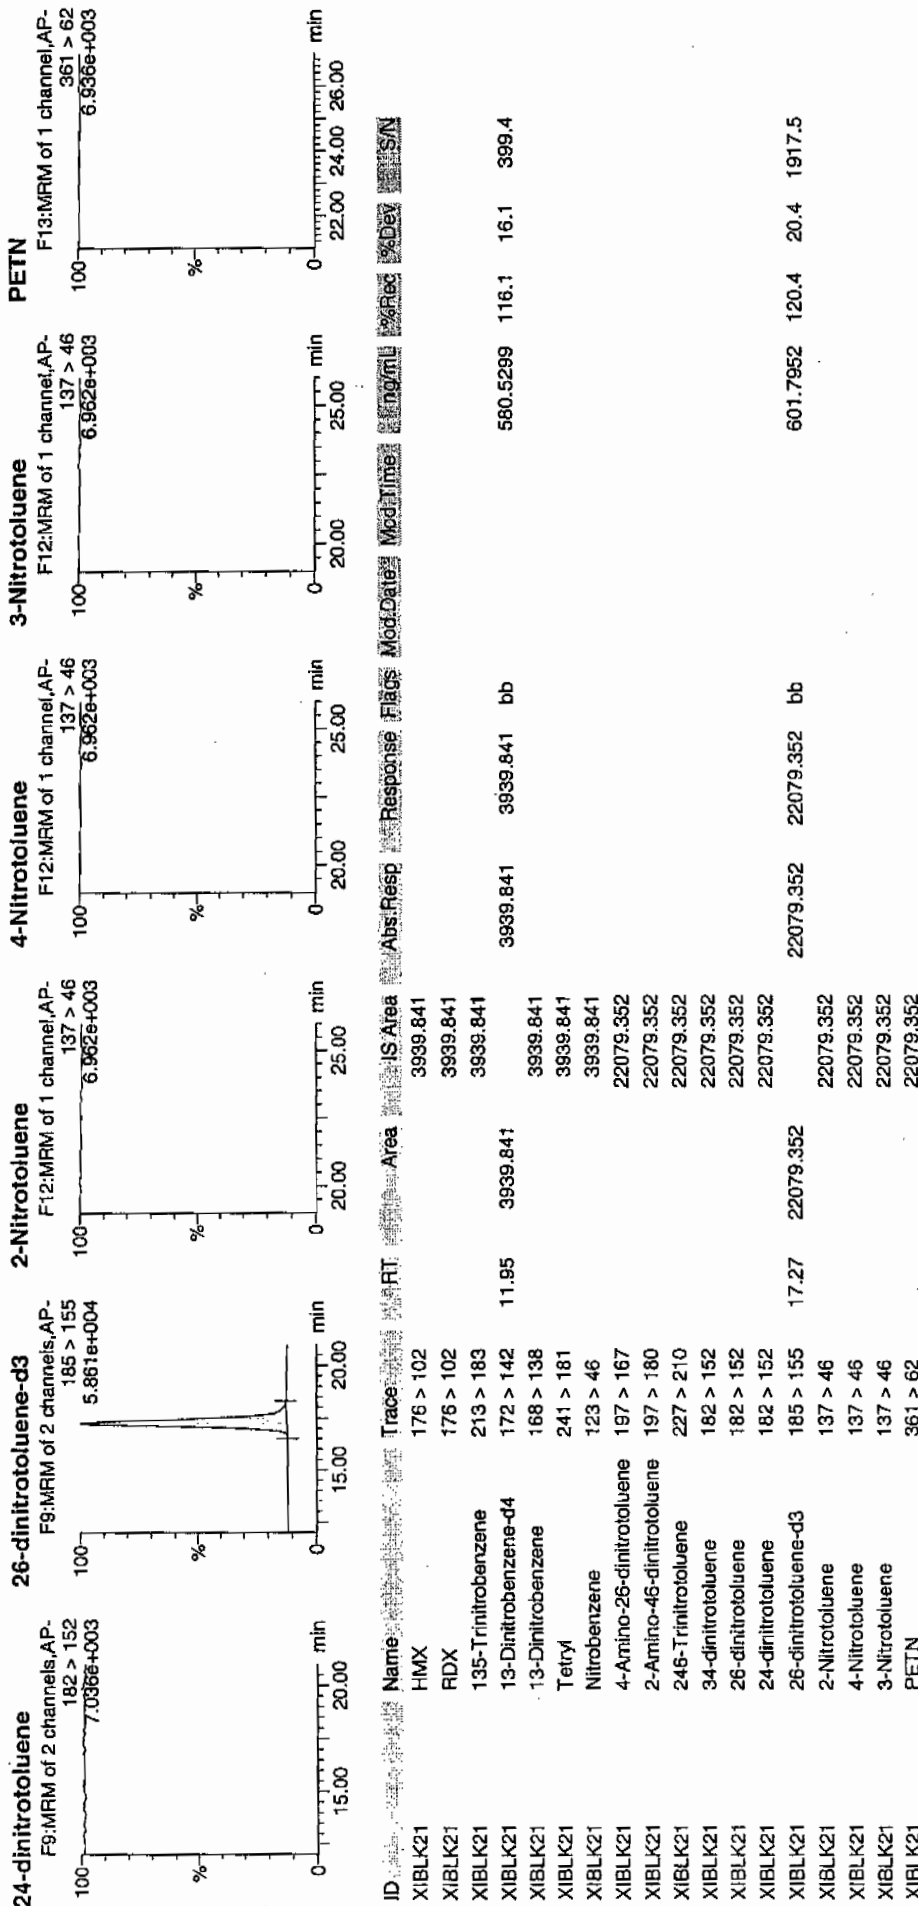 24-dinitrotoluene
F9:MRM of 2 channels,AP-
182 > 152
7.036e+003
100
%
0
15.00 20.00 min
26-dinitrotoluene-d3
F9:MRM of 2 channels,AP-
185 > 155
5.861e+004
100
%
0
15.00 20.00 min
2-Nitrotoluene
F12:MRM of 1 channel,AP-
137 > 46
6.962e+003
100
%
0
20.00 25.00 min
4-Nitrotoluene
F12:MRM of 1 channel,AP-
137 > 46
6.962e+003
100
%
0
20.00 25.00 min
3-Nitrotoluene
F12:MRM of 1 channel,AP-
137 > 46
6.962e+003
100
%
0
20.00 25.00 min
PETN
F13:MRM of 1 channel,AP-
361 > 62
6.936e+003
100
%
0
22.00 24.00 26.00 min
ID Name Trace RT Area IS Area Abs.Resp Response Flags Mod.Date Mod.Time ng/mL %Rec %Dev S/N
XIBLK21 HMX 176 > 102 3939.841
XIBLK21 RDX 176 > 102 3939.841
XIBLK21 135-Trinitrobenzene 213 > 183 3939.841
XIBLK21 13-Dinitrobenzene-d4 172 > 142 11.95 3939.841 3939.841 3939.841 bb 580.5299 116.1 16.1 399.4
XIBLK21 13-Dinitrobenzene 168 > 138 3939.841
XIBLK21 Tetryl 241 > 181 3939.841
XIBLK21 Nitrobenzene 123 > 46 3939.841
XIBLK21 4-Amino-26-dinitrotoluene 197 > 167 22079.352
XIBLK21 2-Amino-46-dinitrotoluene 197 > 180 22079.352
XIBLK21 246-Trinitrotoluene 227 > 210 22079.352
XIBLK21 34-dinitrotoluene 182 > 152 22079.352
XIBLK21 26-dinitrotoluene 182 > 152 22079.352
XIBLK21 24-dinitrotoluene 182 > 152 22079.352
XIBLK21 26-dinitrotoluene-d3 185 > 155 17.27 22079.352 22079.352 22079.352 bb 601.7952 120.4 20.4 1917.5
XIBLK21 2-Nitrotoluene 137 > 46 22079.352
XIBLK21 4-Nitrotoluene 137 > 46 22079.352
XIBLK21 3-Nitrotoluene 137 > 46 22079.352
XIBLK21 PETN 361 > 62 22079.352